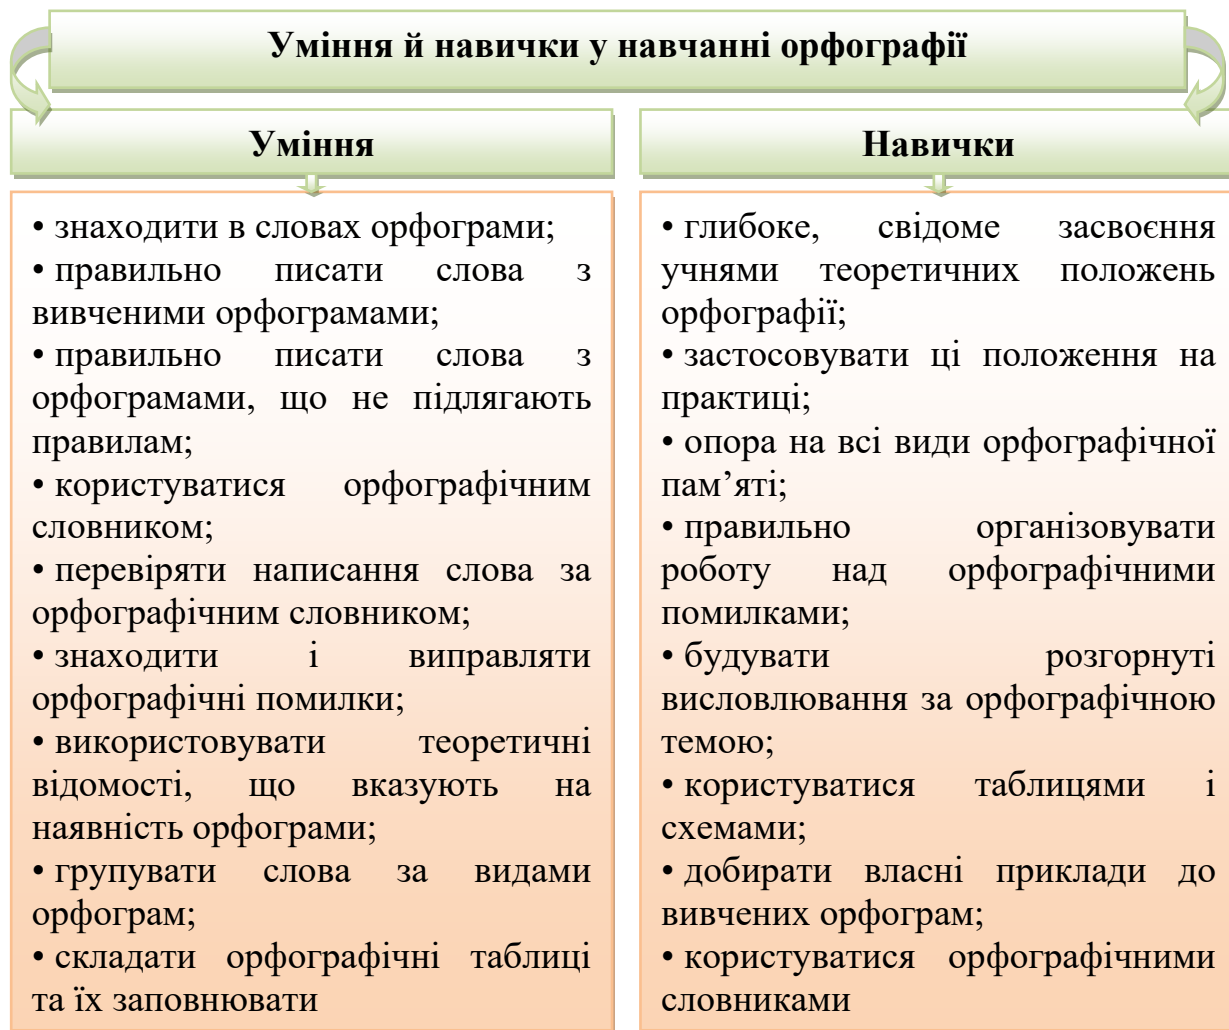 Уміння й навички у навчанні орфографії
Уміння
• знаходити в словах орфограми;
• правильно писати слова з
вивченими орфограмами;
• правильно писати слова з
орфограмами, що не підлягають
правилам;
• користуватися орфографічним
словником;
• перевіряти написання слова за
орфографічним словником;
• знаходити і виправляти
орфографічні помилки;
• використовувати теоретичні
відомості, що вказують на
наявність орфограми;
• групувати слова за видами
орфограм;
• складати орфографічні таблиці
та їх заповнювати
Навички
• глибоке, свідоме засвоєння
учнями теоретичних положень
орфографії;
• застосовувати ці положення на
практиці;
• опора на всі види орфографічної
пам’яті;
• правильно організовувати
роботу над орфографічними
помилками;
• будувати розгорнуті
висловлювання за орфографічною
темою;
• користуватися таблицями і
схемами;
• добирати власні приклади до
вивчених орфограм;
• користуватися орфографічними
словниками